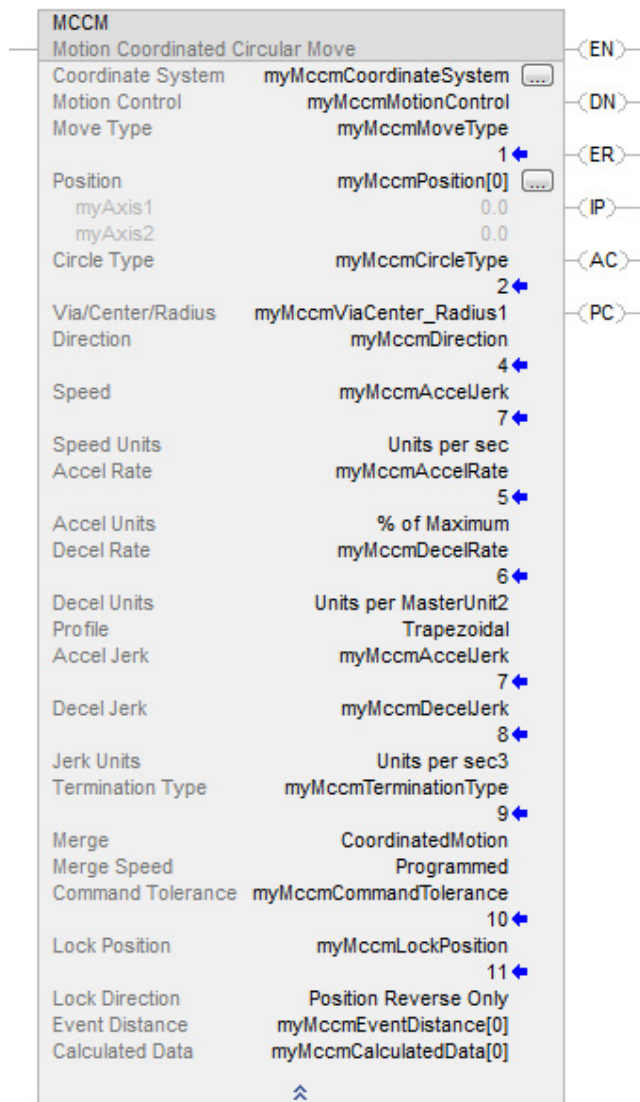 MCCM
Motion Coordinated Circular Move
EN
Coordinate System myMccmCoordinateSystem ...
Motion Control myMccmMotionControl
DN
Move Type myMccmMoveType
1
ER
Position myMccmPosition[0] ...
myAxis1 0.0
IP
myAxis2 0.0
Circle Type myMccmCircleType
AC
2
Via/Center/Radius myMccmViaCenter_Radius1
PC
Direction myMccmDirection
4
Speed myMccmAccelJerk
7
Speed Units Units per sec
Accel Rate myMccmAccelRate
5
Accel Units % of Maximum
Decel Rate myMccmDecelRate
6
Decel Units Units per MasterUnit2
Profile Trapezoidal
Accel Jerk myMccmAccelJerk
7
Decel Jerk myMccmDecelJerk
8
Jerk Units Units per sec3
Termination Type myMccmTerminationType
9
Merge CoordinatedMotion
Merge Speed Programmed
Command Tolerance myMccmCommandTolerance
10
Lock Position myMccmLockPosition
11
Lock Direction Position Reverse Only
Event Distance myMccmEventDistance[0]
Calculated Data myMccmCalculatedData[0]